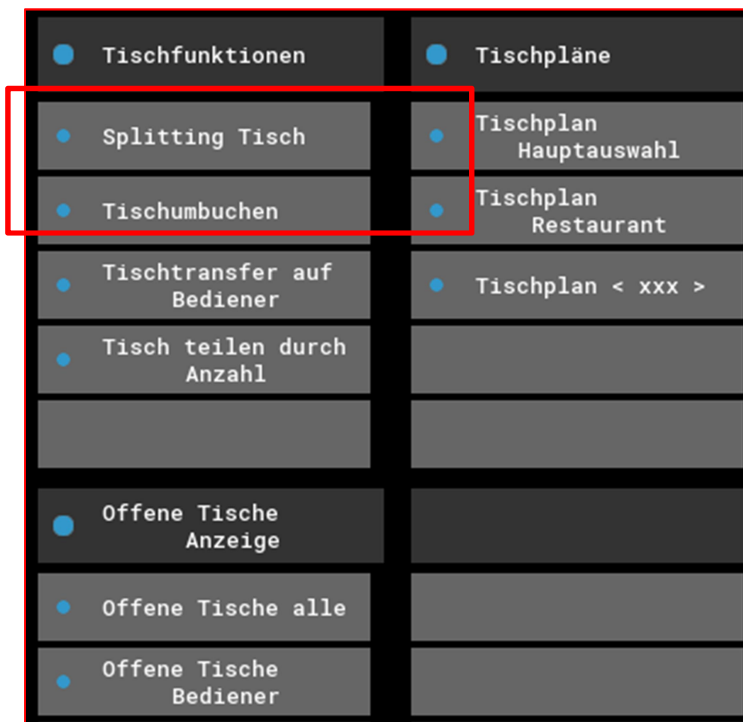 Tischfunktionen
Splitting Tisch
Tischumbuchen
Tischtransfer auf
Bediener
Tisch teilen durch
Anzahl
Offene Tische
Anzeige
Offene Tische alle
Offene Tische
Bediener
Tischpläne
Tischplan
Hauptauswahl
Tischplan
Restaurant
Tischplan < xxx >